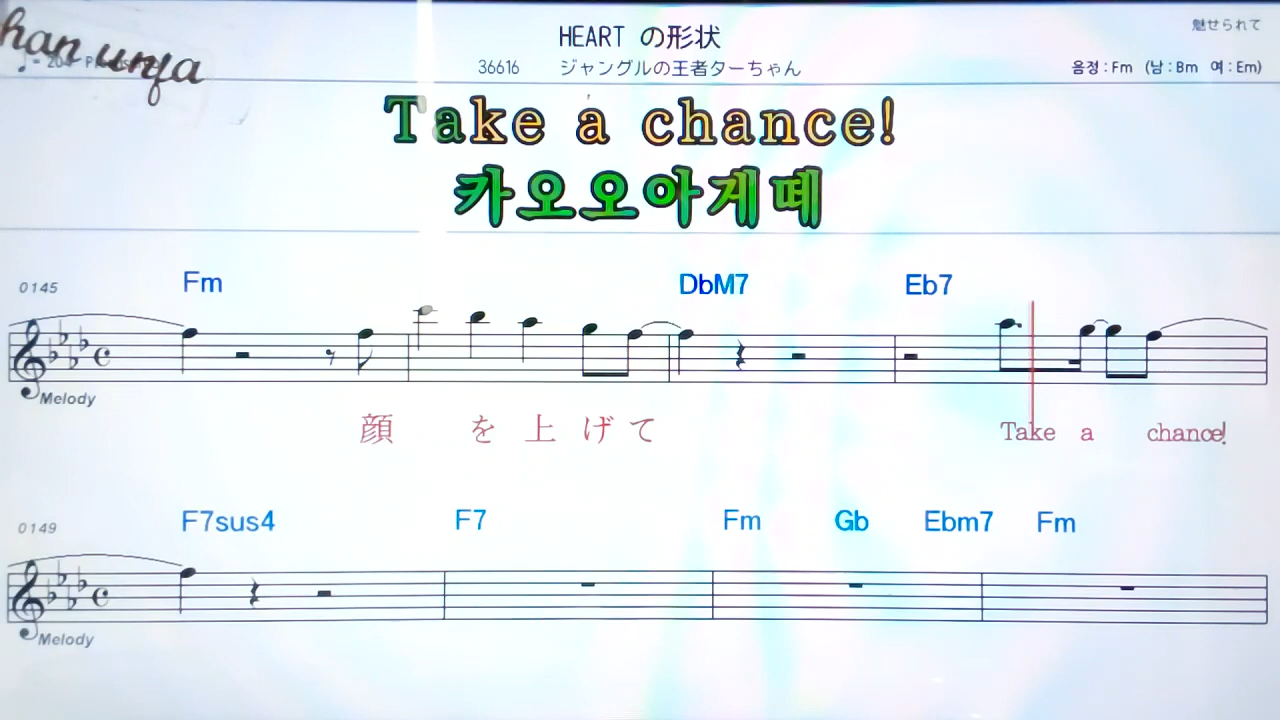 han unja
魅せられて
HEART の形状
36616 ジャングルの王者ターちゃん 음정:Fm (남:Bm 여:Em)
Take a chance!
카오오아게떼
0145 Fm DbM7 Eb7
Melody
顔 を 上 げ て Take a chance!
0149 F7sus4 F7 Fm Gb Ebm7 Fm
Melody